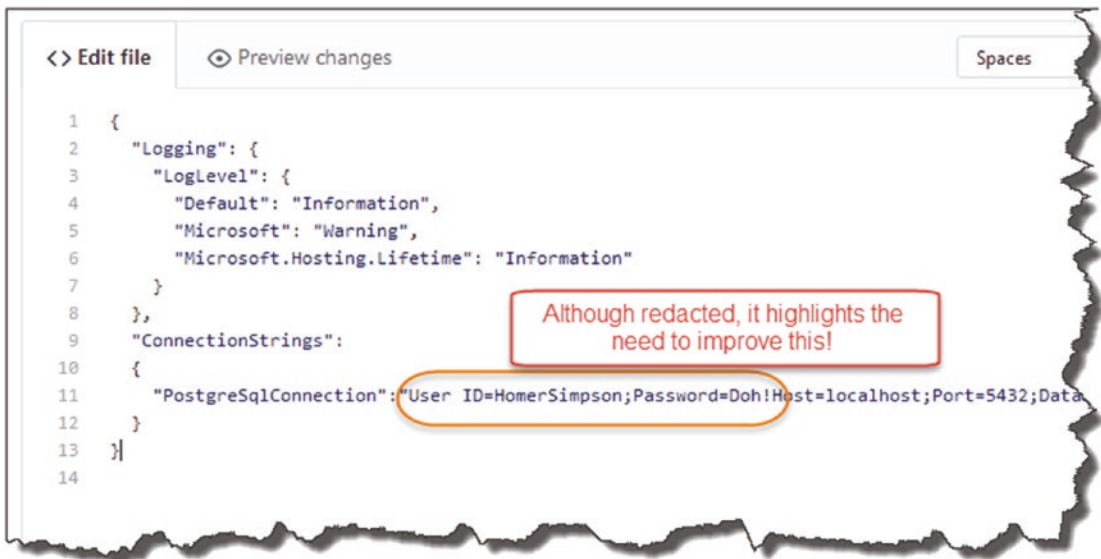 <> Edit file Preview changes Spaces
1 {
2 "Logging": {
3 "LogLevel": {
4 "Default": "Information",
5 "Microsoft": "Warning",
6 "Microsoft.Hosting.Lifetime": "Information"
7 }
8 },
Although redacted, it highlights the
need to improve this!
9 "ConnectionStrings":
10 {
11 "PostgreSqlConnection":"User ID=HomerSimpson;Password=Doh!Host=localhost;Port=5432;Data
12 }
13 }
14